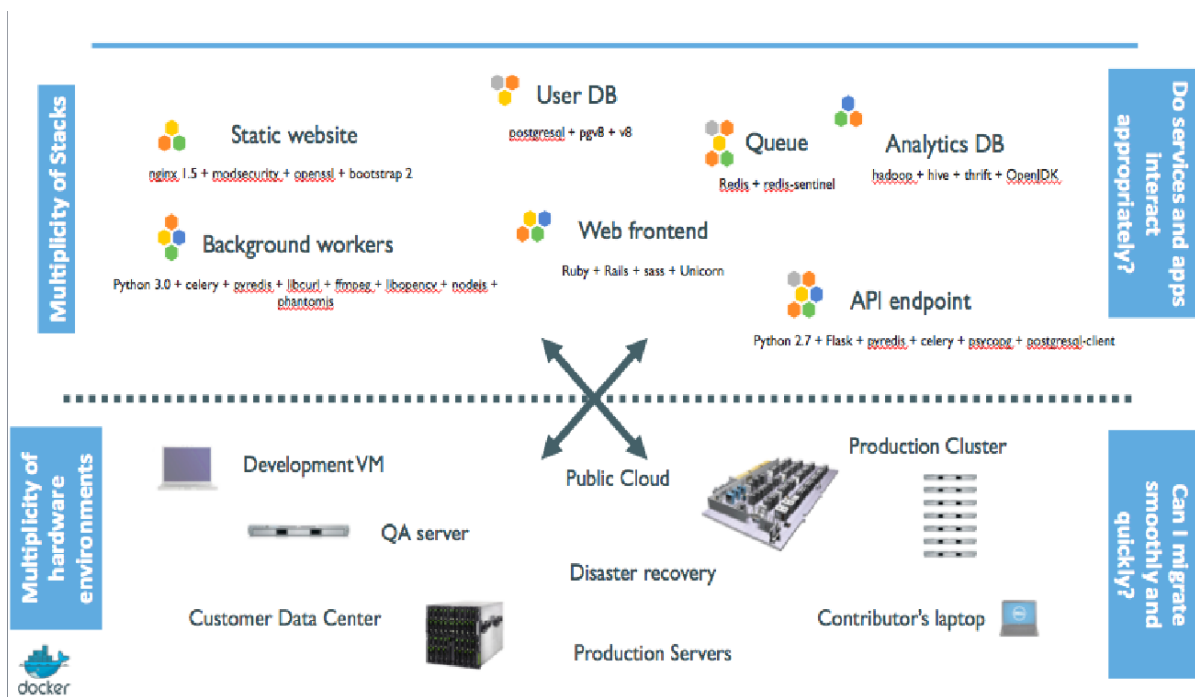 Multiplicity of Stacks
Static website
nginx 1.5 + modsecurity + openssl + bootstrap 2
User DB
postgresql + pgv8 + v8
Queue
Redis + redis-sentinel
Analytics DB
hadoop + hive + thrift + OpenJDK
Background workers
Python 3.0 + celery + pyredis + libcurl + ffmpeg + libopencv + nodejs +
phantomjs
Web frontend
Ruby + Rails + sass + Unicorn
API endpoint
Python 2.7 + Flask + pyredis + celery + psycopg + postgresql-client
Do services and apps
interact
appropriately?
Multiplicity of
hardware
environments
Development VM
QA server
Public Cloud
Production Cluster
Disaster recovery
Customer Data Center
Contributor's laptop
Production Servers
Can I migrate
smoothly and
quickly?
docker